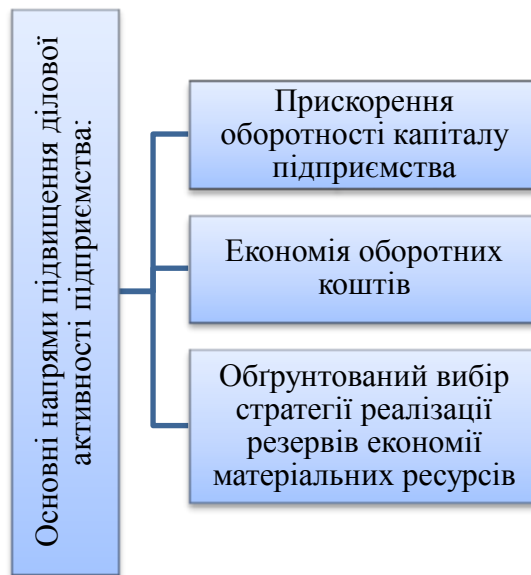 Основні напрями підвищення ділової
активності підприємства:
Прискорення
оборотності капіталу
підприємства
Економія оборотних
коштів
Обґрунтований вибір
стратегії реалізації
резервів економії
матеріальних ресурсів